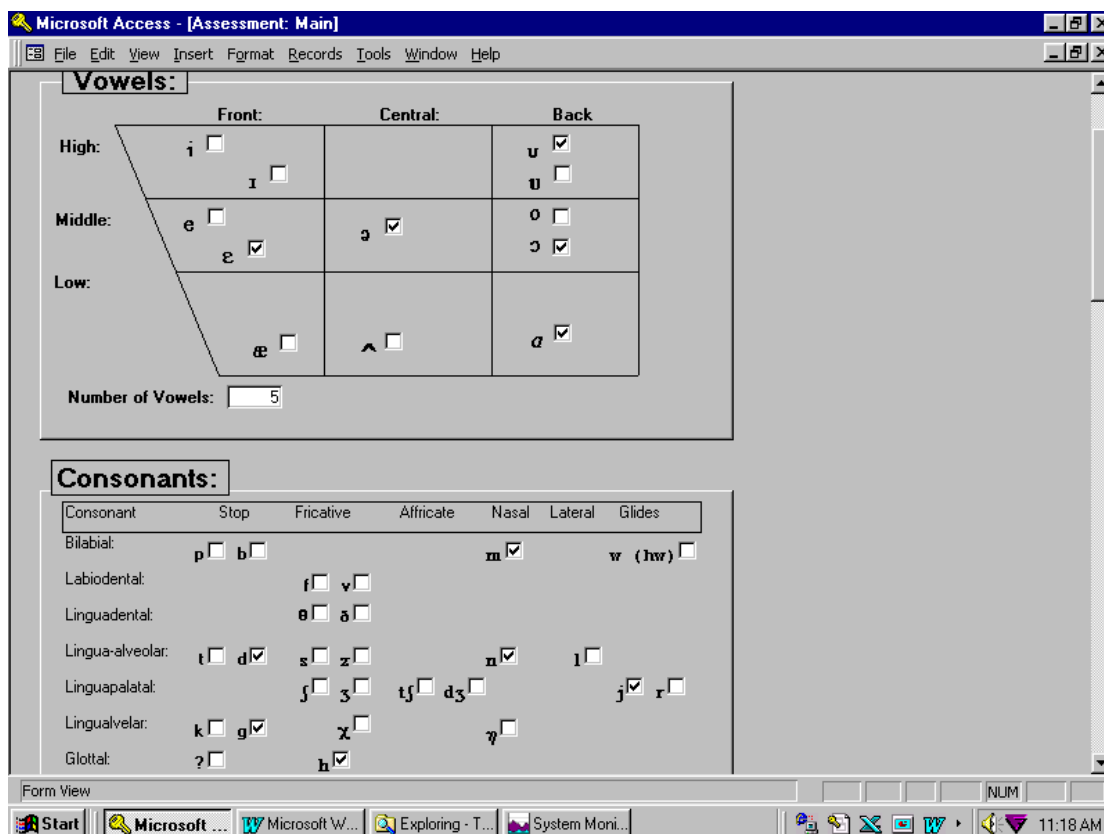 Microsoft Access - [Assessment: Main]
File Edit View Insert Format Records Tools Window Help
Vowels:
Front: Central: Back
High: i u
ɪ ʊ
Middle: e ə o
ɛ ɔ
Low:
æ ʌ ɑ
Number of Vowels: 5
Consonants:
Consonant Stop Fricative Affricate Nasal Lateral Glides
Bilabial: p b m w (hw)
Labiodental: f v
Linguadental: θ ð
Lingua-alveolar: t d s z n l
Linguapalatal: ʃ ʒ tʃ dʒ j r
Lingualvelar: k g χ η
Glottal: ? h
Form View NUM
Start Microsoft ... Microsoft W... Exploring - T... System Moni... 11:18 AM